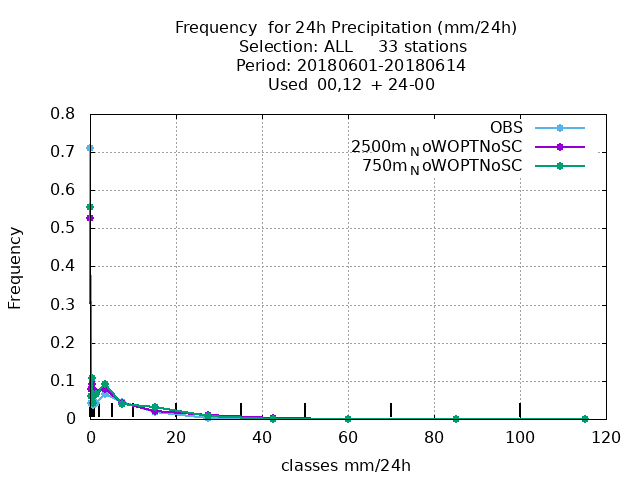 Frequency  for 24h Precipitation (mm/24h)
Selection: ALL     33 stations
Period: 20180601-20180614
Used  00,12  + 24-00
OBS
2500m_NoWOPTNoSC
750m_NoWOPTNoSC
0.8
0.7
0.6
0.5
0.4
0.3
0.2
0.1
0
Frequency
0 20 40 60 80 100 120
classes mm/24h